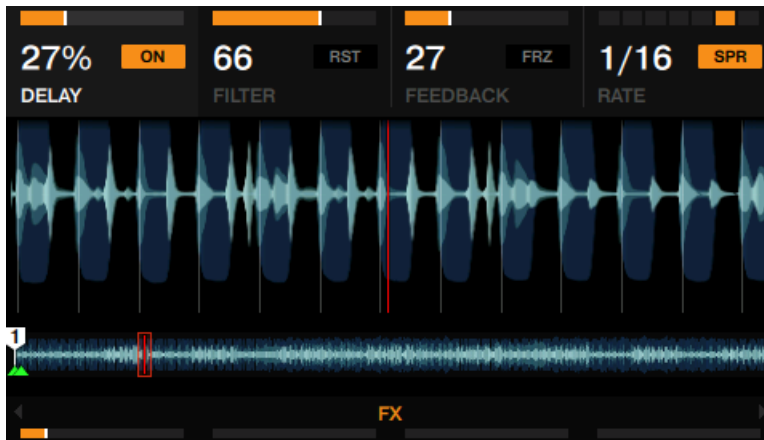 27% ON 66 RST 27 FRZ 1/16 SPR
DELAY FILTER FEEDBACK RATE
1
FX